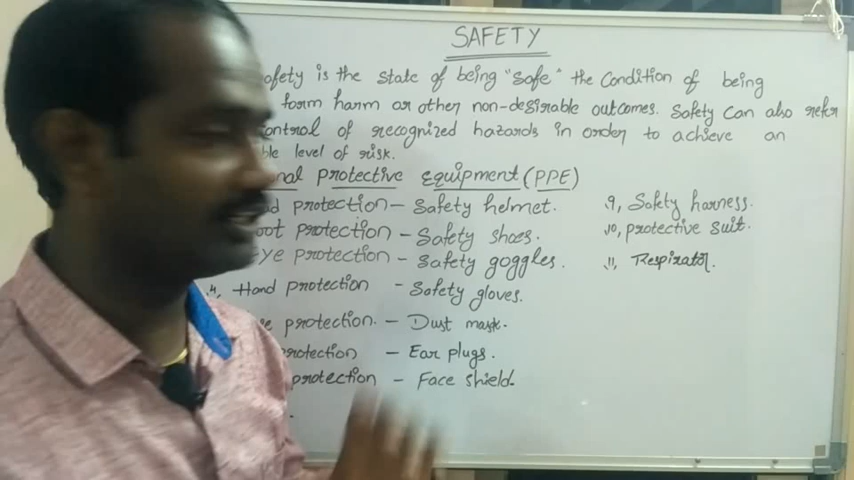 SAFETY
ofety is the state of being "safe" the Condition of being
form harm or other non-desirable outcomes. Safety Can also refer
ontrol of recognized hazards in order to achieve an
ble level of risk.
nal protective equipment (PPE)
d protection - Safety helmet.
oot protection - Safety shoes.
ye protection - Safety goggles.
4, Hand protection - Safety gloves.
e protection. - Dust mask.
protection - Ear plugs.
protection - Face shield.
9, Safety harness.
10, protective suit.
11, Respirator.